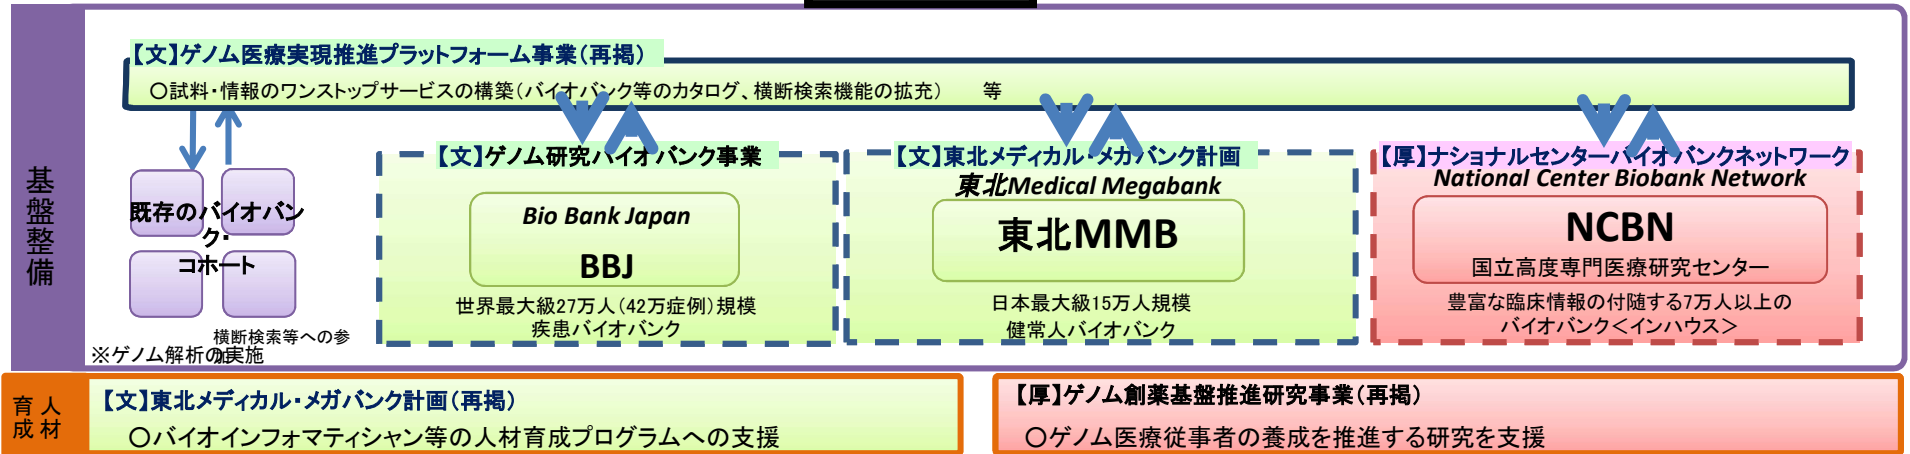 基盤整備
【文】ゲノム医療実現推進プラットフォーム事業（再掲）
〇試料・情報のワンストップサービスの構築（バイオバンク等のカタログ、横断検索機能の拡充）　等
既存のバイオバン
ク・
コホート
横断検索等への参
※ゲノム解析の実施
【文】ゲノム研究バイオバンク事業
Bio Bank Japan
BBJ
世界最大級27万人（42万症例）規模
疾患バイオバンク
【文】東北メディカル・メガバンク計画
東北Medical Megabank
東北MMB
日本最大級15万人規模
健常人バイオバンク
【厚】ナショナルセンターバイオバンクネットワーク
National Center Biobank Network
NCBN
国立高度専門医療研究センター
豊富な臨床情報の付随する7万人以上の
バイオバンク＜インハウス＞
人材育成
【文】東北メディカル・メガバンク計画（再掲）
〇バイオインフォマティシャン等の人材育成プログラムへの支援
【厚】ゲノム創薬基盤推進研究事業（再掲）
〇ゲノム医療従事者の養成を推進する研究を支援